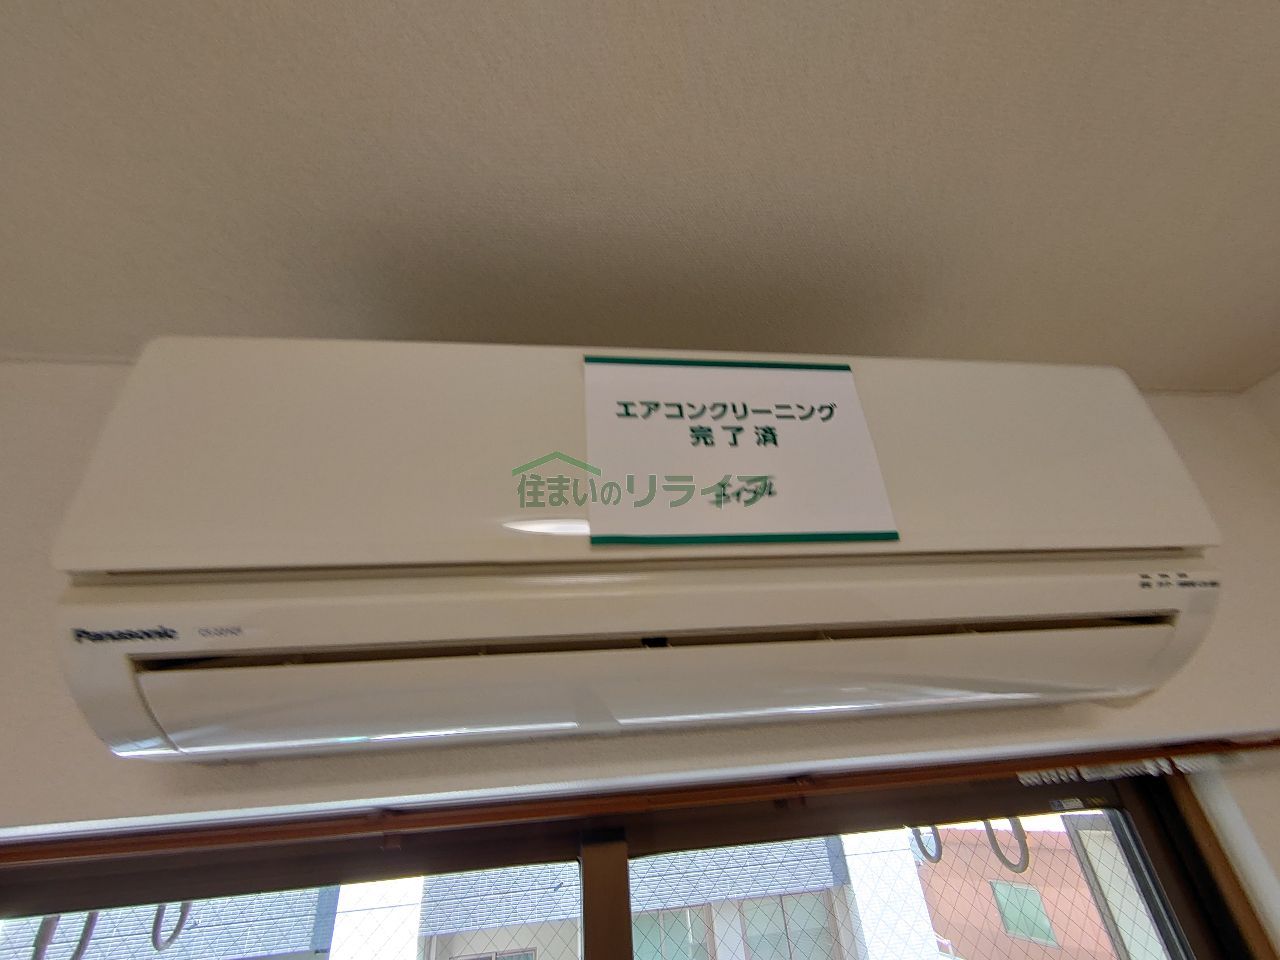 エアコンクリーニング
完了済
住まいのリライフ
Panasonic